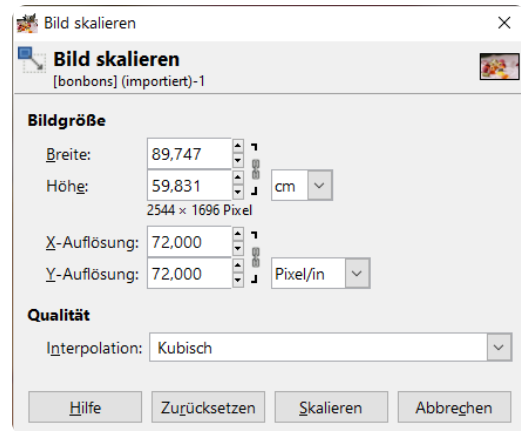 Bild skalieren
Bild skalieren
[bonbons] (importiert)-1
Bildgröße
Breite: 89,747
Höhe: 59,831 cm
2544 × 1696 Pixel
X-Auflösung: 72,000
Y-Auflösung: 72,000 Pixel/in
Qualität
Interpolation: Kubisch
Hilfe Zurücksetzen Skalieren Abbrechen